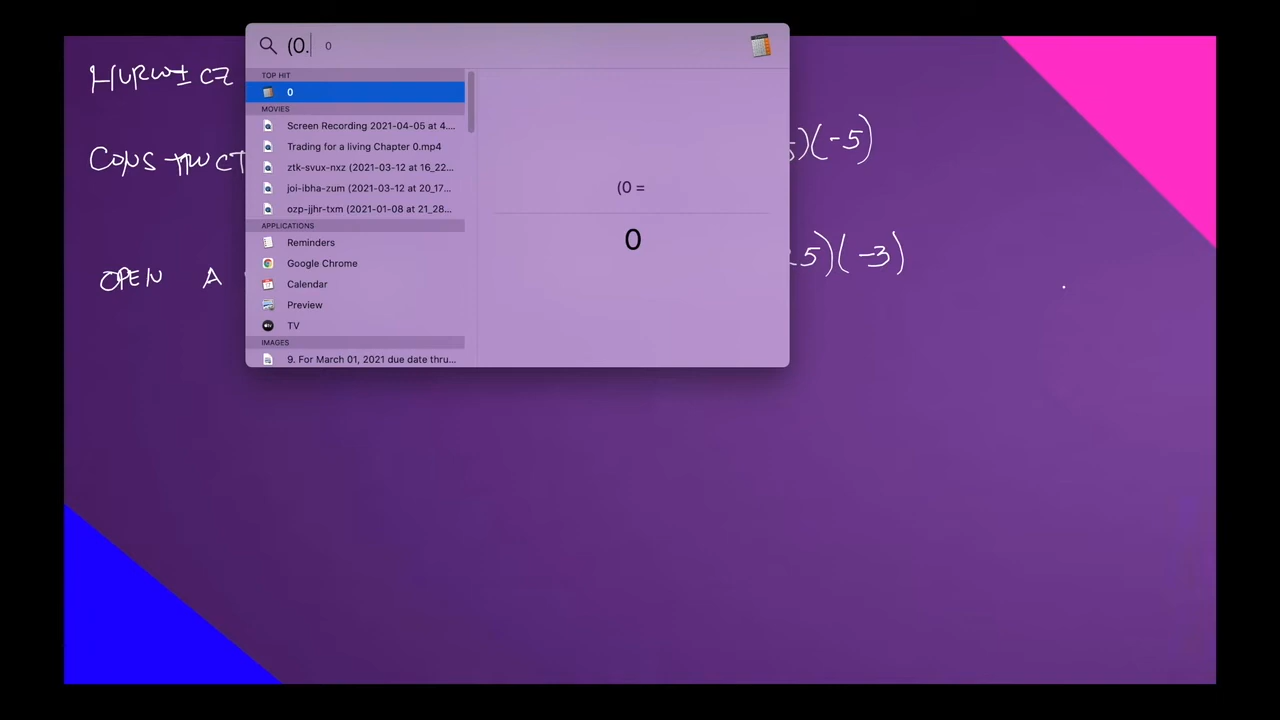 (0. 0
TOP HIT
0
MOVIES
Screen Recording 2021-04-05 at 4....
Trading for a living Chapter 0.mp4
ztk-svux-nxz (2021-03-12 at 16_22...
joi-ibha-zum (2021-03-12 at 20_17...
ozp-jjhr-txm (2021-01-08 at 21_28...
APPLICATIONS
Reminders
Google Chrome
Calendar
Preview
TV
IMAGES
9. For March 01, 2021 due date thru...
(0 =
0
HURWICZ
CONSTRUCT
)(-5)
OPEN A
5)(-3)